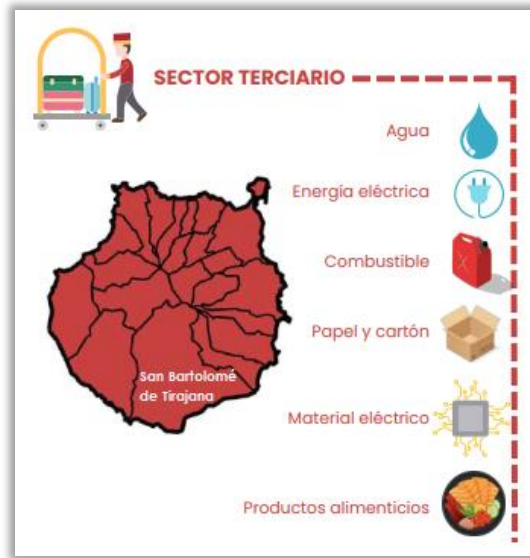 SECTOR TERCIARIO
Agua
Energía eléctrica
Combustible
Papel y cartón
San Bartolomé
de Tirajana
Material eléctrico
Productos alimenticios